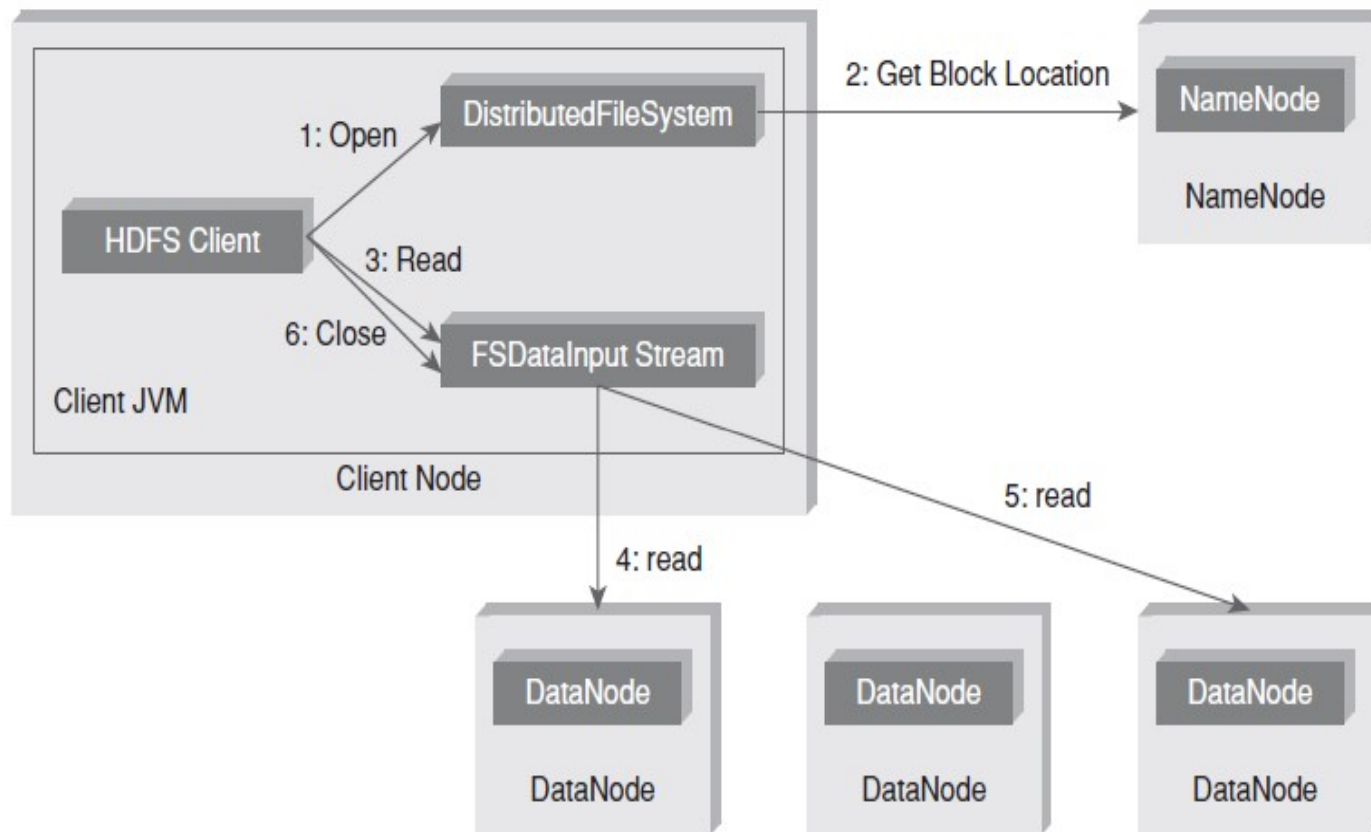 2: Get Block Location
DistributedFileSystem
NameNode
1: Open
NameNode
HDFS Client
3: Read
6: Close
FSDataInput Stream
Client JVM
Client Node
5: read
4: read
DataNode
DataNode
DataNode
DataNode
DataNode
DataNode